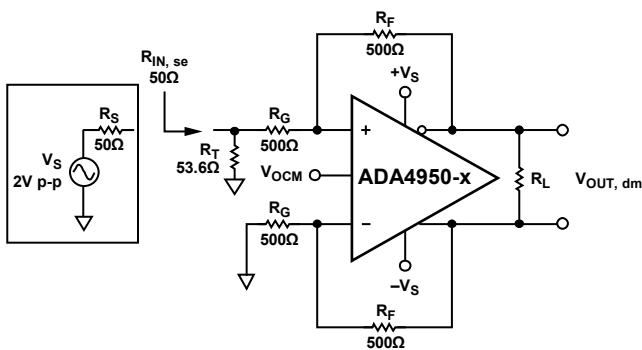 RF
500Ω
RIN, se
50Ω
+VS
RS
50Ω
RG
500Ω
VS
2V p-p
RT
53.6Ω
+
VOCM
ADA4950-x
RL
VOUT, dm
RG
500Ω
−
−VS
RF
500Ω